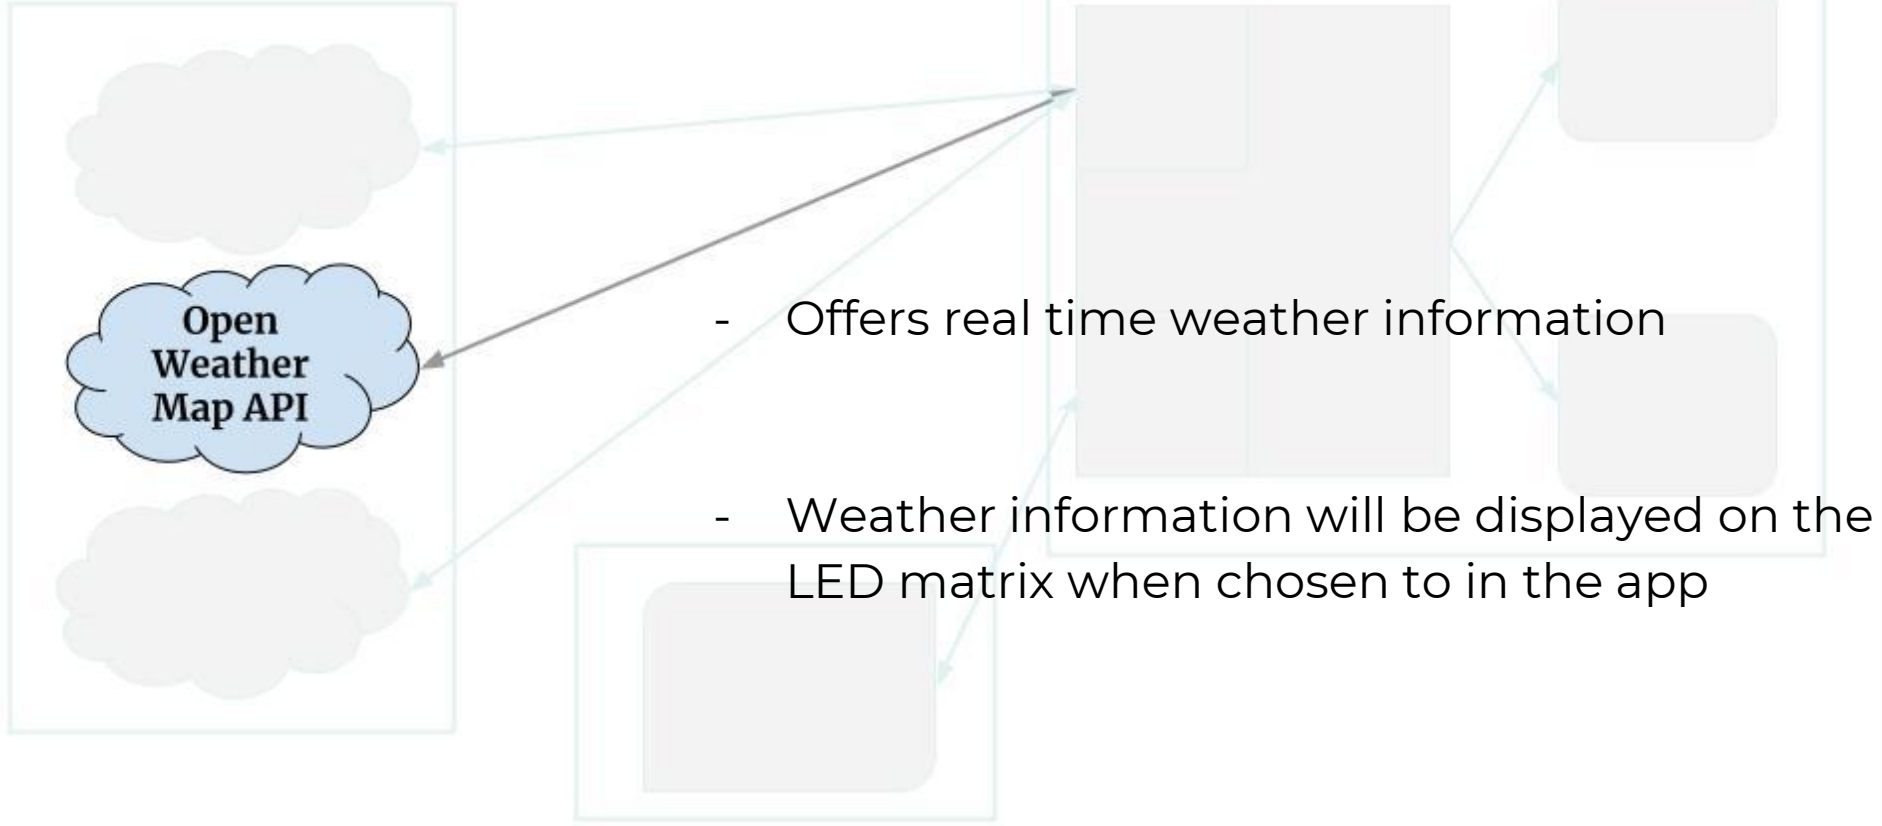 Open
Weather
Map API
- Offers real time weather information
- Weather information will be displayed on the
LED matrix when chosen to in the app